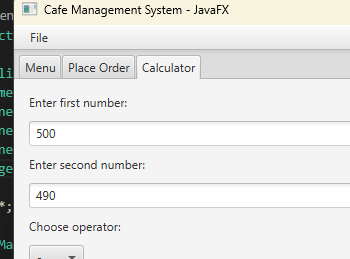 Cafe Management System - JavaFX
File
Menu Place Order Calculator
Enter first number:
500
Enter second number:
490
Choose operator: